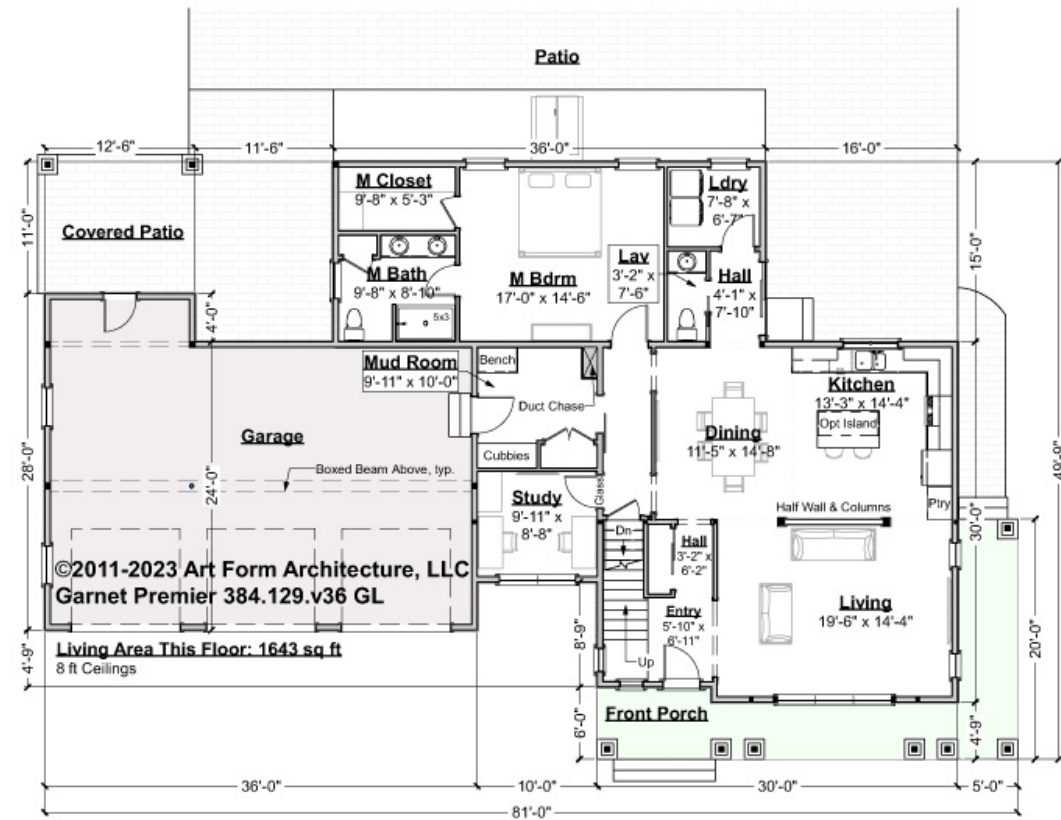 Patio
12'-6"
11'-6"
36'-0"
16'-0"
M Closet
9'-8" x 5'-3"
Ldry
7'-8" x
6'-7"
11'-0"
Covered Patio
Lav
3'-2" x
7'-6"
Hall
4'-1" x
7'-10"
15'-0"
M Bath
9'-8" x 8'-10"
M Bdrm
17'-0" x 14'-6"
5x3
4'-0"
Mud Room
9'-11" x 10'-0"
Bench
Duct Chase
Kitchen
13'-3" x 14'-4"
Opt Island
Dining
11'-5" x 14'-8"
49'-9"
Garage
28'-0"
24'-0"
Boxed Beam Above, typ.
Cubbies
Glass
Study
9'-11" x
8'-8"
Ptry
Half Wall & Columns
30'-0"
Dn
Hall
3'-2" x
6'-2"
©2011-2023 Art Form Architecture, LLC
Garnet Premier 384.129.v36 GL
Living
19'-6" x 14'-4"
Entry
5'-10" x
6'-11"
20'-0"
Living Area This Floor: 1643 sq ft
8 ft Ceilings
4'-9"
8'-9"
Up
Front Porch
6'-0"
4'-9"
36'-0"
10'-0"
30'-0"
5'-0"
81'-0"